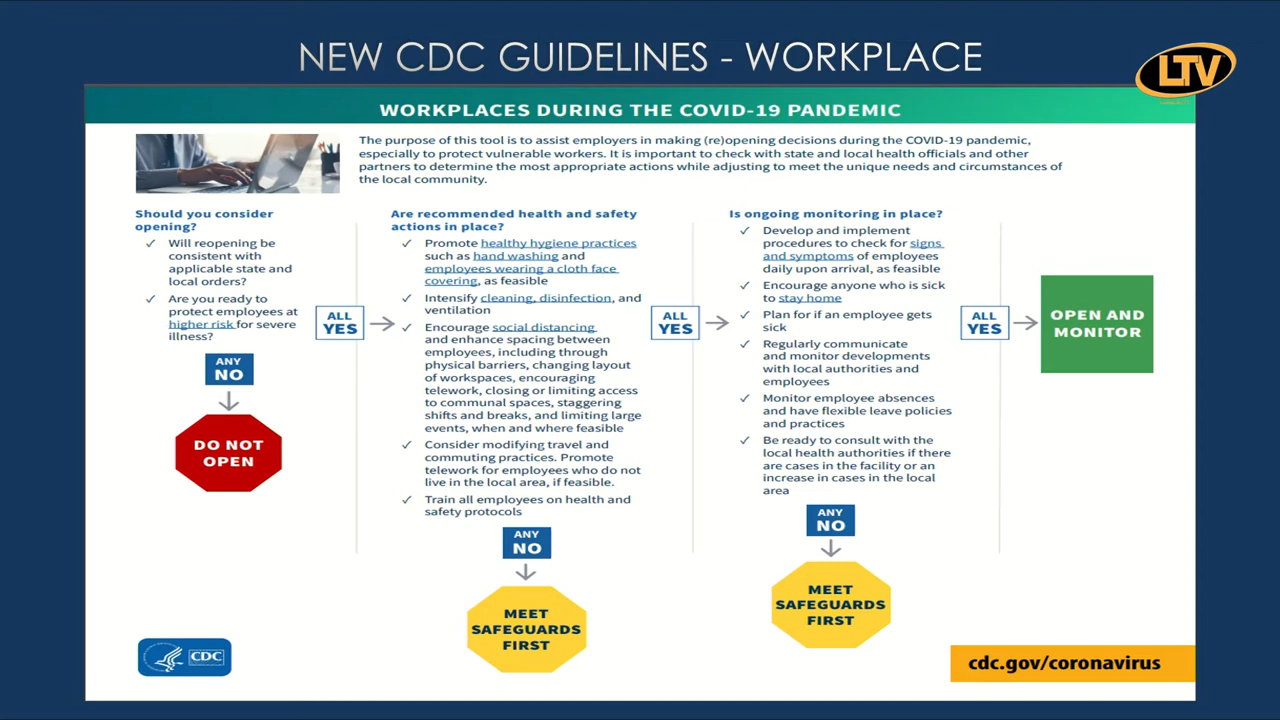 NEW CDC GUIDELINES - WORKPLACE
LTV
WORKPLACES DURING THE COVID-19 PANDEMIC
The purpose of this tool is to assist employers in making (re)opening decisions during the COVID-19 pandemic,
especially to protect vulnerable workers. It is important to check with state and local health officials and other
partners to determine the most appropriate actions while adjusting to meet the unique needs and circumstances of
the local community.
Should you consider
opening?
✓ Will reopening be
consistent with
applicable state and
local orders?
✓ Are you ready to
protect employees at
higher risk for severe
illness?
ANY
NO
DO NOT
OPEN
ALL
YES
Are recommended health and safety
actions in place?
✓ Promote healthy hygiene practices
such as hand washing and
employees wearing a cloth face
covering, as feasible
✓ Intensify cleaning, disinfection, and
ventilation
✓ Encourage social distancing
and enhance spacing between
employees, including through
physical barriers, changing layout
of workspaces, encouraging
telework, closing or limiting access
to communal spaces, staggering
shifts and breaks, and limiting large
events, when and where feasible
✓ Consider modifying travel and
commuting practices. Promote
telework for employees who do not
live in the local area, if feasible.
✓ Train all employees on health and
safety protocols
ANY
NO
MEET
SAFEGUARDS
FIRST
ALL
YES
Is ongoing monitoring in place?
✓ Develop and implement
procedures to check for signs
and symptoms of employees
daily upon arrival, as feasible
✓ Encourage anyone who is sick
to stay home
✓ Plan for if an employee gets
sick
✓ Regularly communicate
and monitor developments
with local authorities and
employees
✓ Monitor employee absences
and have flexible leave policies
and practices
✓ Be ready to consult with the
local health authorities if there
are cases in the facility or an
increase in cases in the local
area
ANY
NO
MEET
SAFEGUARDS
FIRST
ALL
YES
OPEN AND
MONITOR
CDC
cdc.gov/coronavirus